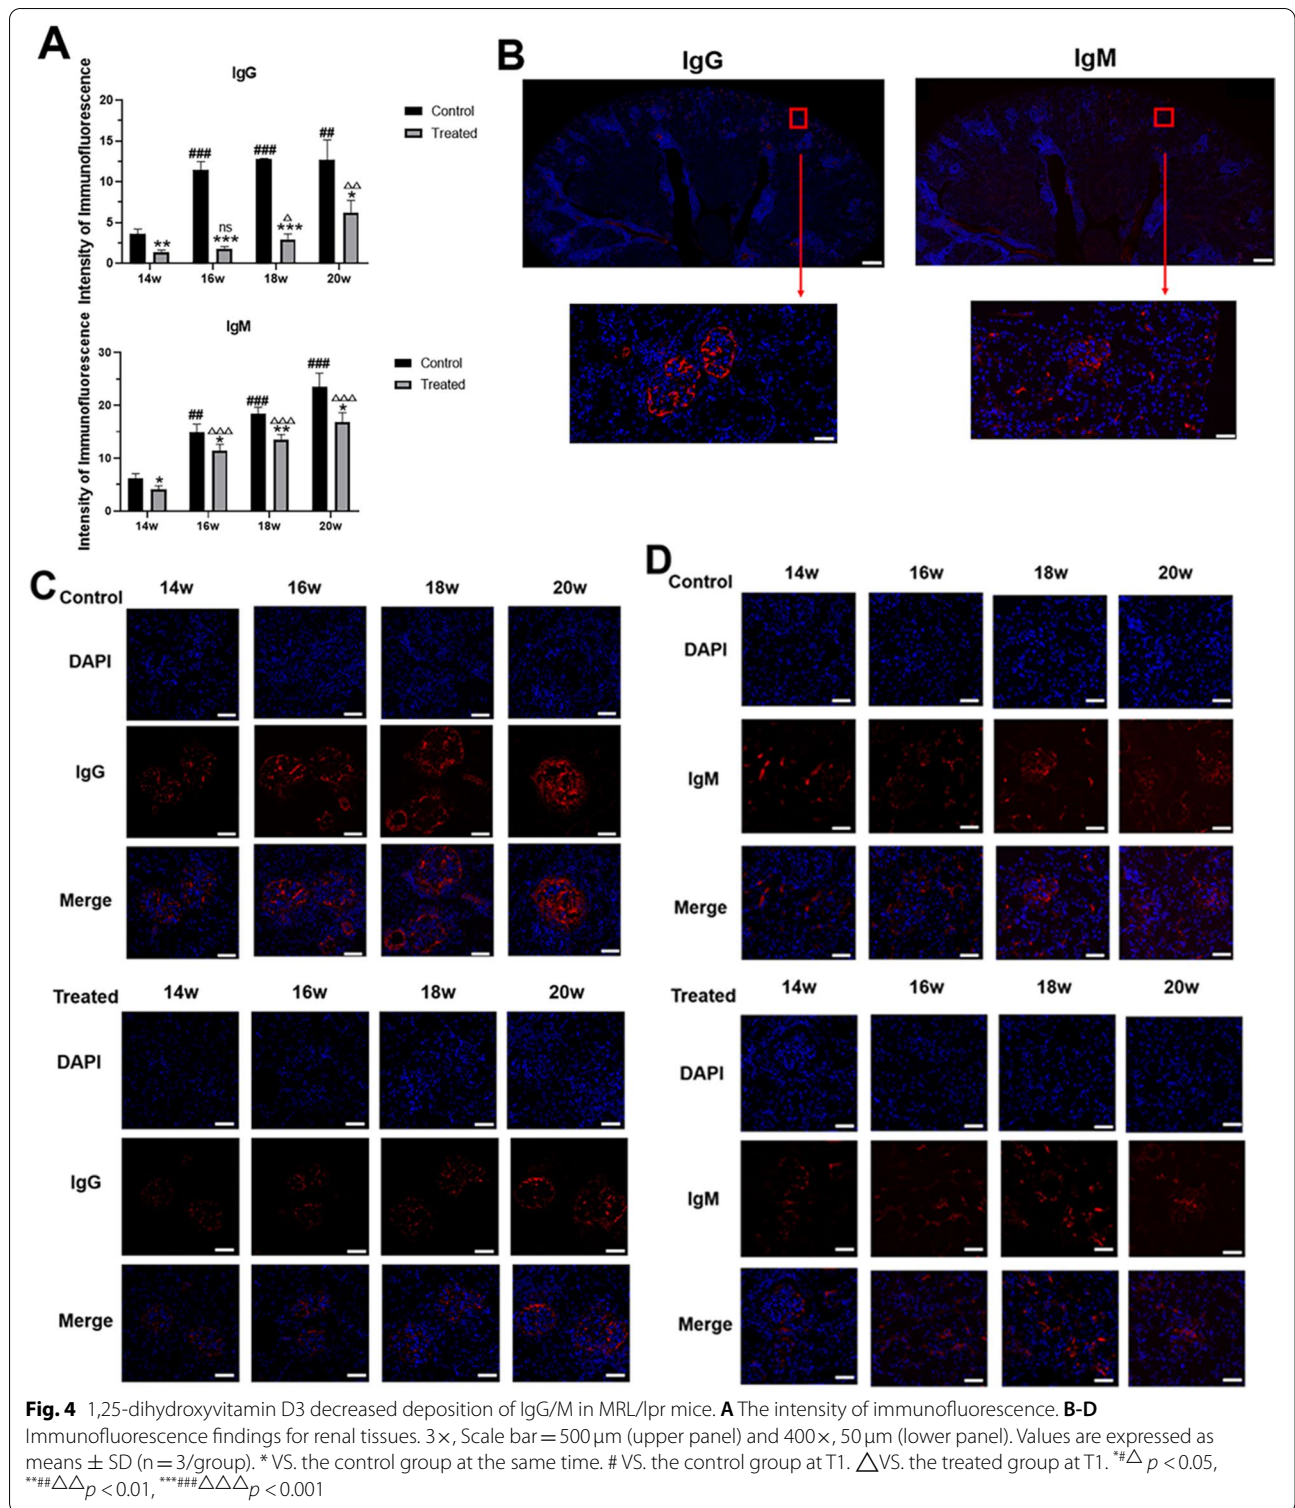 A
IgG
Intensity of Immunofluorescence
20
15
10
5
0
Control
Treated
###
###
##
**
ns
***
△
***
△△
*
14w
16w
18w
20w
IgM
Intensity of Immunofluorescence
30
20
10
0
Control
Treated
*
##
△△△
*
###
△△△
**
###
△△△
*
14w
16w
18w
20w
B
IgG
IgM
C
Control
14w
16w
18w
20w
DAPI
IgG
Merge
Treated
14w
16w
18w
20w
DAPI
IgG
Merge
D
Control
14w
16w
18w
20w
DAPI
IgM
Merge
Treated
14w
16w
18w
20w
DAPI
IgM
Merge
Fig. 4 1,25-dihydroxyvitamin D3 decreased deposition of IgG/M in MRL/lpr mice. A The intensity of immunofluorescence. B-D
Immunofluorescence findings for renal tissues. 3×, Scale bar = 500 μm (upper panel) and 400×, 50 μm (lower panel). Values are expressed as
means ± SD (n = 3/group). * VS. the control group at the same time. # VS. the control group at T1. △VS. the treated group at T1. *#△ p < 0.05,
**##△△p < 0.01, ***###△△△p < 0.001